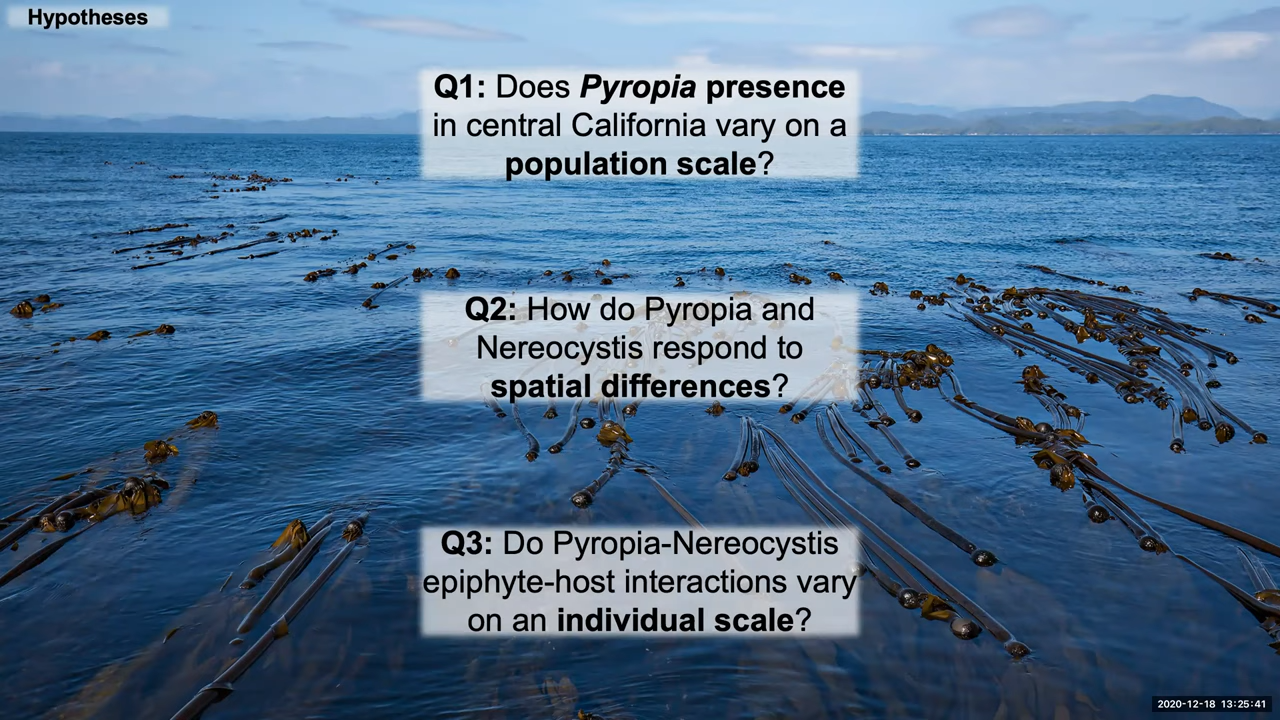 Hypotheses
Q1: Does Pyropia presence
in central California vary on a
population scale?
Q2: How do Pyropia and
Nereocystis respond to
spatial differences?
Q3: Do Pyropia-Nereocystis
epiphyte-host interactions vary
on an individual scale?
2020-12-18 13:25:41